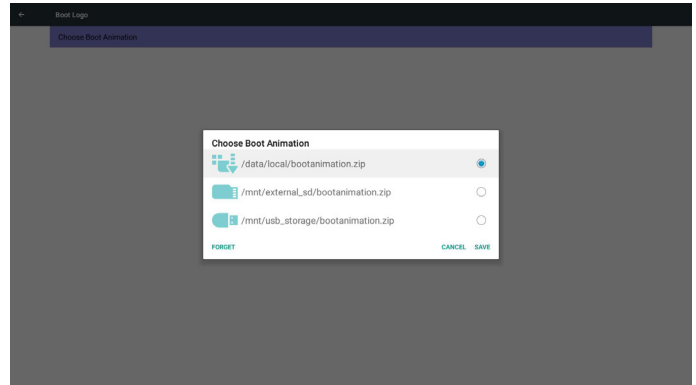 Boot Logo
Choose Boot Animation
Choose Boot Animation
/data/local/bootanimation.zip
/mnt/external_sd/bootanimation.zip
/mnt/usb_storage/bootanimation.zip
FORGET CANCEL SAVE